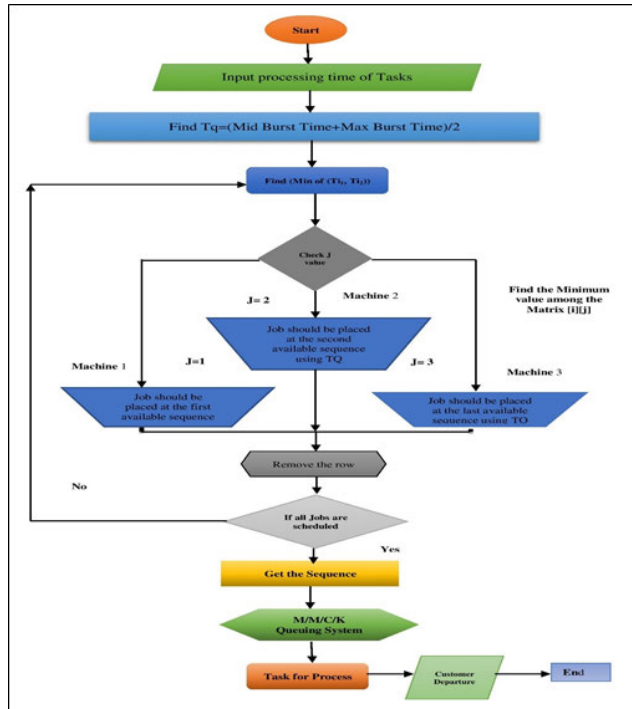 Start
Input processing time of Tasks
Find Tq=(Mid Burst Time+Max Burst Time)/2
Find (Min of (Ti₁, Ti₂))
Check J
value
Find the Minimum
value among the
Matrix [i][j]
J= 2
Machine 2
Job should be placed
at the second
available sequence
using TQ
Machine 1
J=1
J= 3
Machine 3
Job should be
placed at the first
available sequence
Job should be placed
at the last available
sequence using TQ
Remove the row
No
If all Jobs are
scheduled
Yes
Get the Sequence
M/M/C/K
Queuing System
Task for Process
Customer
Departure
End